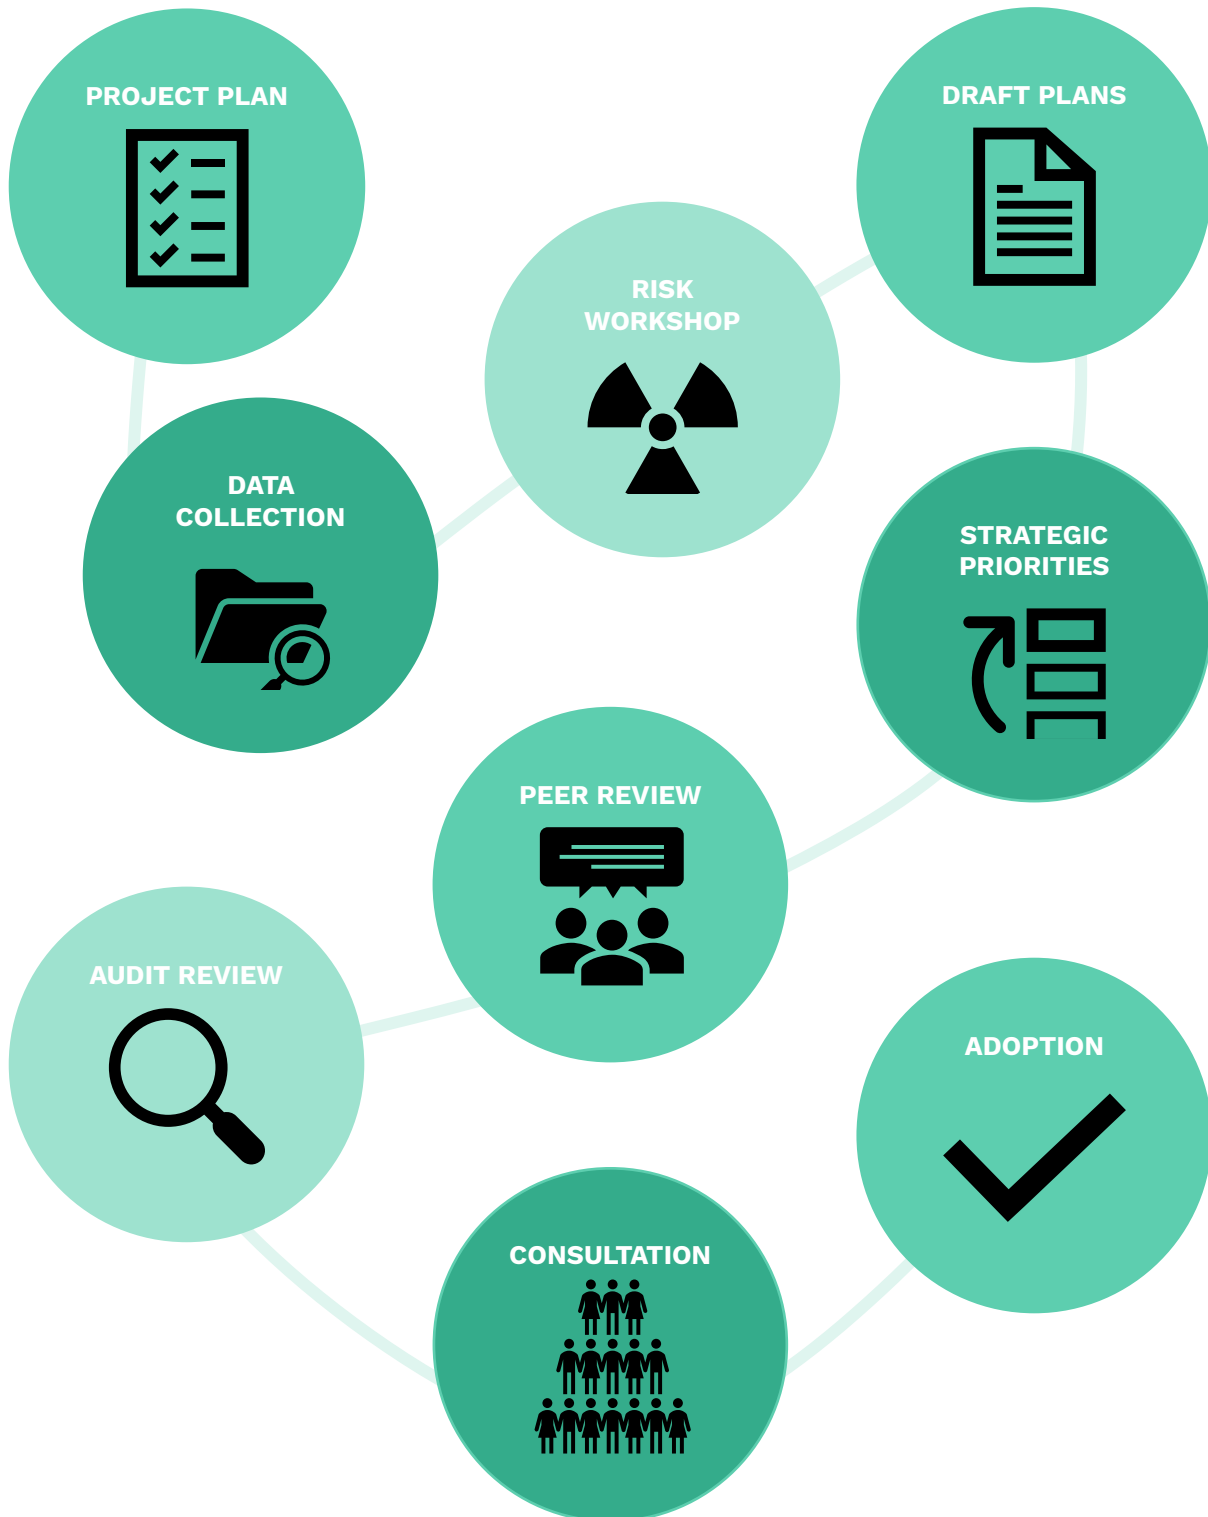 PROJECT PLAN
DRAFT PLANS
RISK
WORKSHOP
DATA
COLLECTION
STRATEGIC
PRIORITIES
PEER REVIEW
AUDIT REVIEW
ADOPTION
CONSULTATION